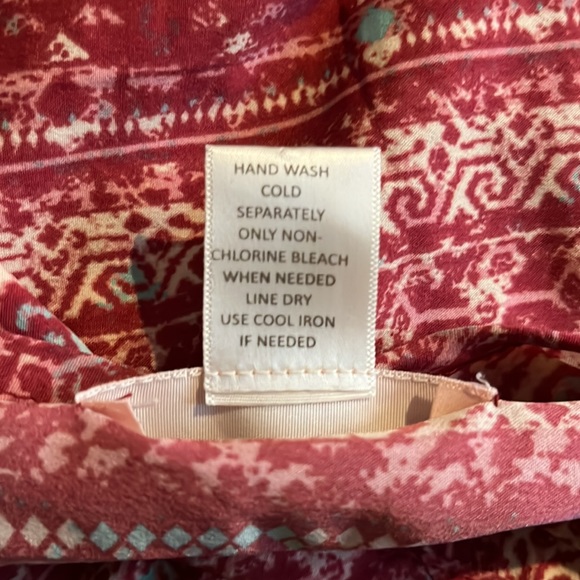 HAND WASH
COLD
SEPARATELY
ONLY NON-
CHLORINE BLEACH
WHEN NEEDED
LINE DRY
USE COOL IRON
IF NEEDED